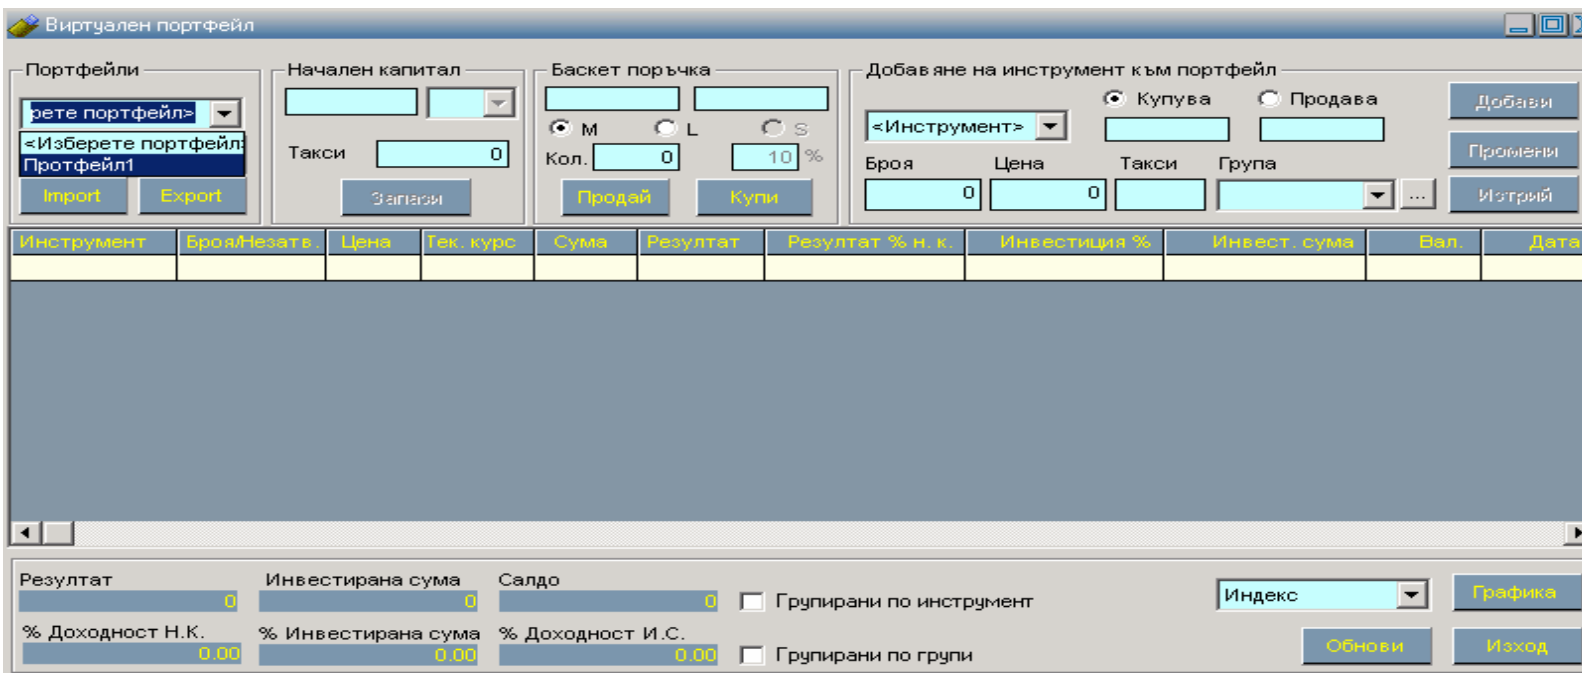 Виртуален портфейл
Портфейли
Начален капитал
Баскет поръчка
Добавяне на инструмент към портфейл
рете портфейл>
<Изберете портфейл
Протфейл1
Import Export
Такси 0
Запази
M L S
Кол. 0 10 %
Продай Купи
<Инструмент>
Купува Продава
Броя Цена Такси Група
0 0 ...
Добави
Промени
Изтрий
Инструмент Броя/Незатв. Цена Тек. курс Сума Резултат Резултат % н. к. Инвестиция % Инвест. сума Вал. Дата
Резултат Инвестирана сума Салдо
0 0 0 Групирани по инструмент Индекс Графика
% Доходност Н.К. % Инвестирана сума % Доходност И.С.
0.00 0.00 0.00 Групирани по групи Обнови Изход